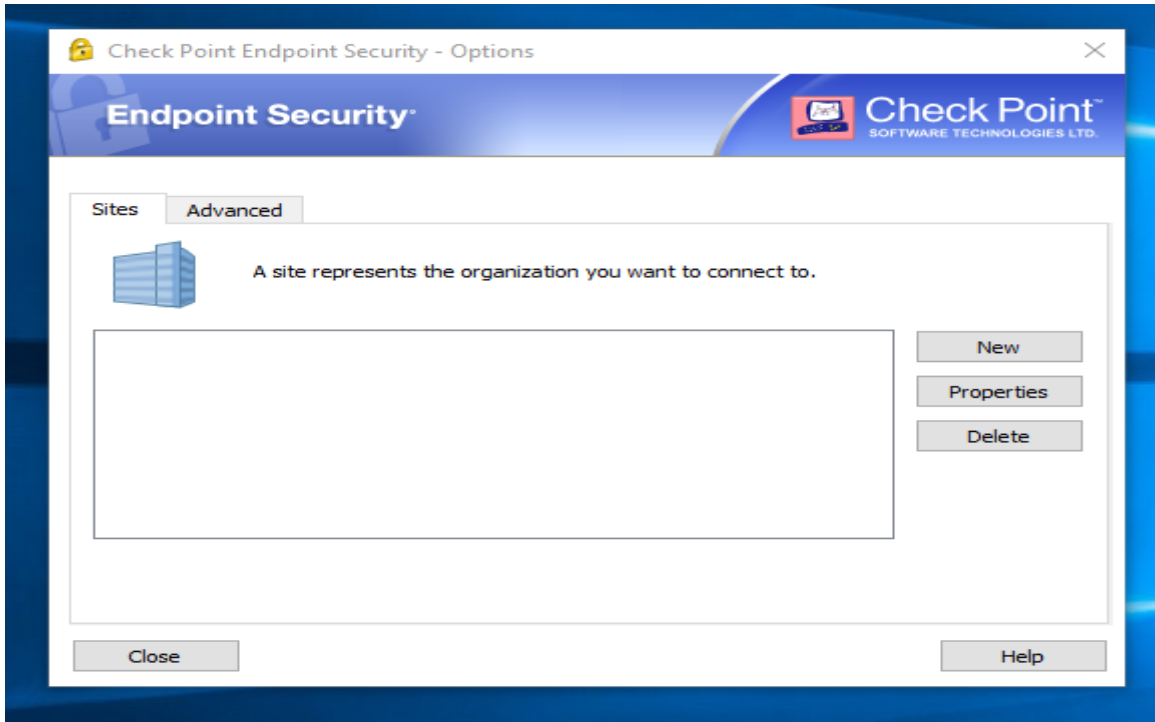 Check Point Endpoint Security - Options
Endpoint Security
Check Point™
SOFTWARE TECHNOLOGIES LTD.
Sites
Advanced
A site represents the organization you want to connect to.
New
Properties
Delete
Close
Help